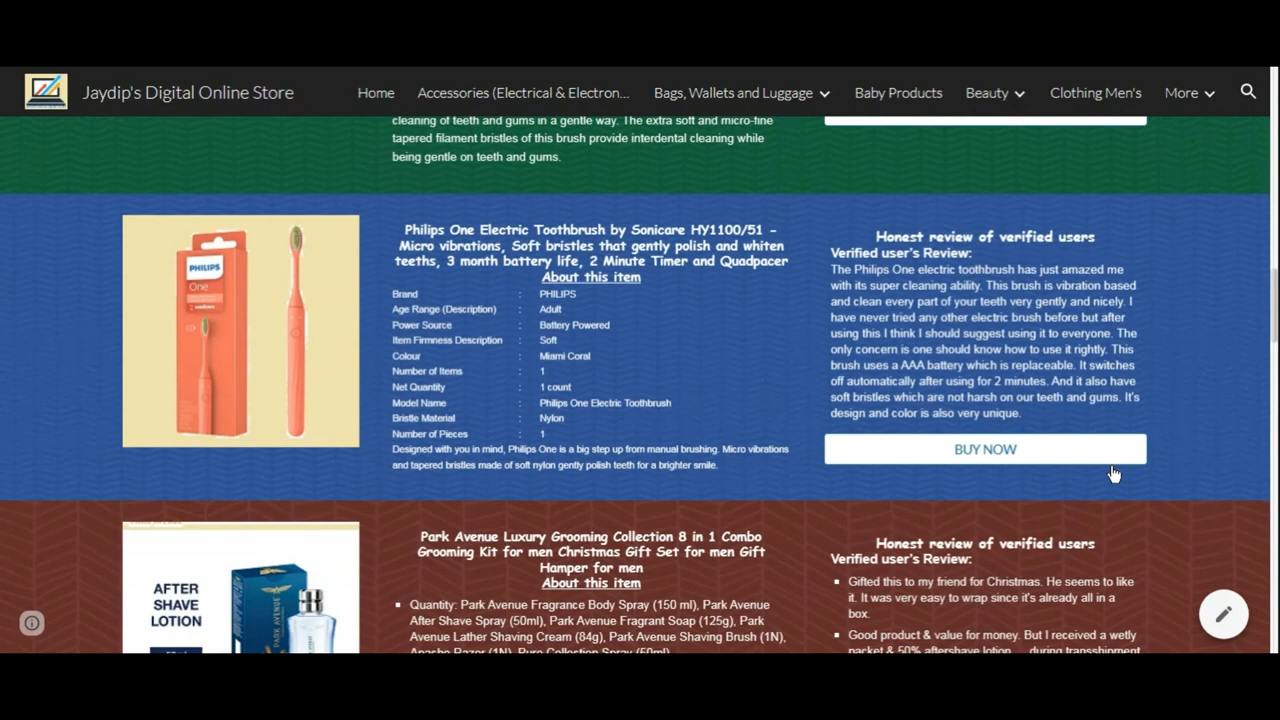 Jaydip's Digital Online Store
Home
Accessories (Electrical & Electron...
Bags, Wallets and Luggage
Baby Products
Beauty
Clothing Men's
More
cleaning of teeth and gums in a gentle way. The extra soft and micro-fine
tapered filament bristles of this brush provide interdental cleaning while
being gentle on teeth and gums.
PHILIPS
One
Philips One Electric Toothbrush by Sonicare HY1100/51 -
Micro vibrations, Soft bristles that gently polish and whiten
teeths, 3 month battery life, 2 Minute Timer and Quadpacer
About this item
Brand : PHILIPS
Age Range (Description) : Adult
Power Source : Battery Powered
Item Firmness Description : Soft
Colour : Miami Coral
Number of Items : 1
Net Quantity : 1 count
Model Name : Philips One Electric Toothbrush
Bristle Material : Nylon
Number of Pieces : 1
Designed with you in mind, Philips One is a big step up from manual brushing. Micro vibrations
and tapered bristles made of soft nylon gently polish teeth for a brighter smile.
Honest review of verified users
Verified user's Review:
The Philips One electric toothbrush has just amazed me
with its super cleaning ability. This brush is vibration based
and clean every part of your teeth very gently and nicely. I
have never tried any other electric brush before but after
using this I think I should suggest using it to everyone. The
only concern is one should know how to use it rightly. This
brush uses a AAA battery which is replaceable. It switches
off automatically after using for 2 minutes. And it also have
soft bristles which are not harsh on our teeth and gums. It's
design and color is also very unique.
BUY NOW
AFTER
SHAVE
LOTION
PARK AVENUE
Park Avenue Luxury Grooming Collection 8 in 1 Combo
Grooming Kit for men Christmas Gift Set for men Gift
Hamper for men
About this item
Quantity: Park Avenue Fragrance Body Spray (150 ml), Park Avenue
After Shave Spray (50ml), Park Avenue Fragrant Soap (125g), Park
Avenue Lather Shaving Cream (84g), Park Avenue Shaving Brush (1N),
Apache Razor (1N), Pure Collection Spray (50ml)
Honest review of verified users
Verified user's Review:
Gifted this to my friend for Christmas. He seems to like
it. It was very easy to wrap since it's already all in a
box.
Good product & value for money. But I received a wetly
packet & 50% aftershave lotion.... during transshipment